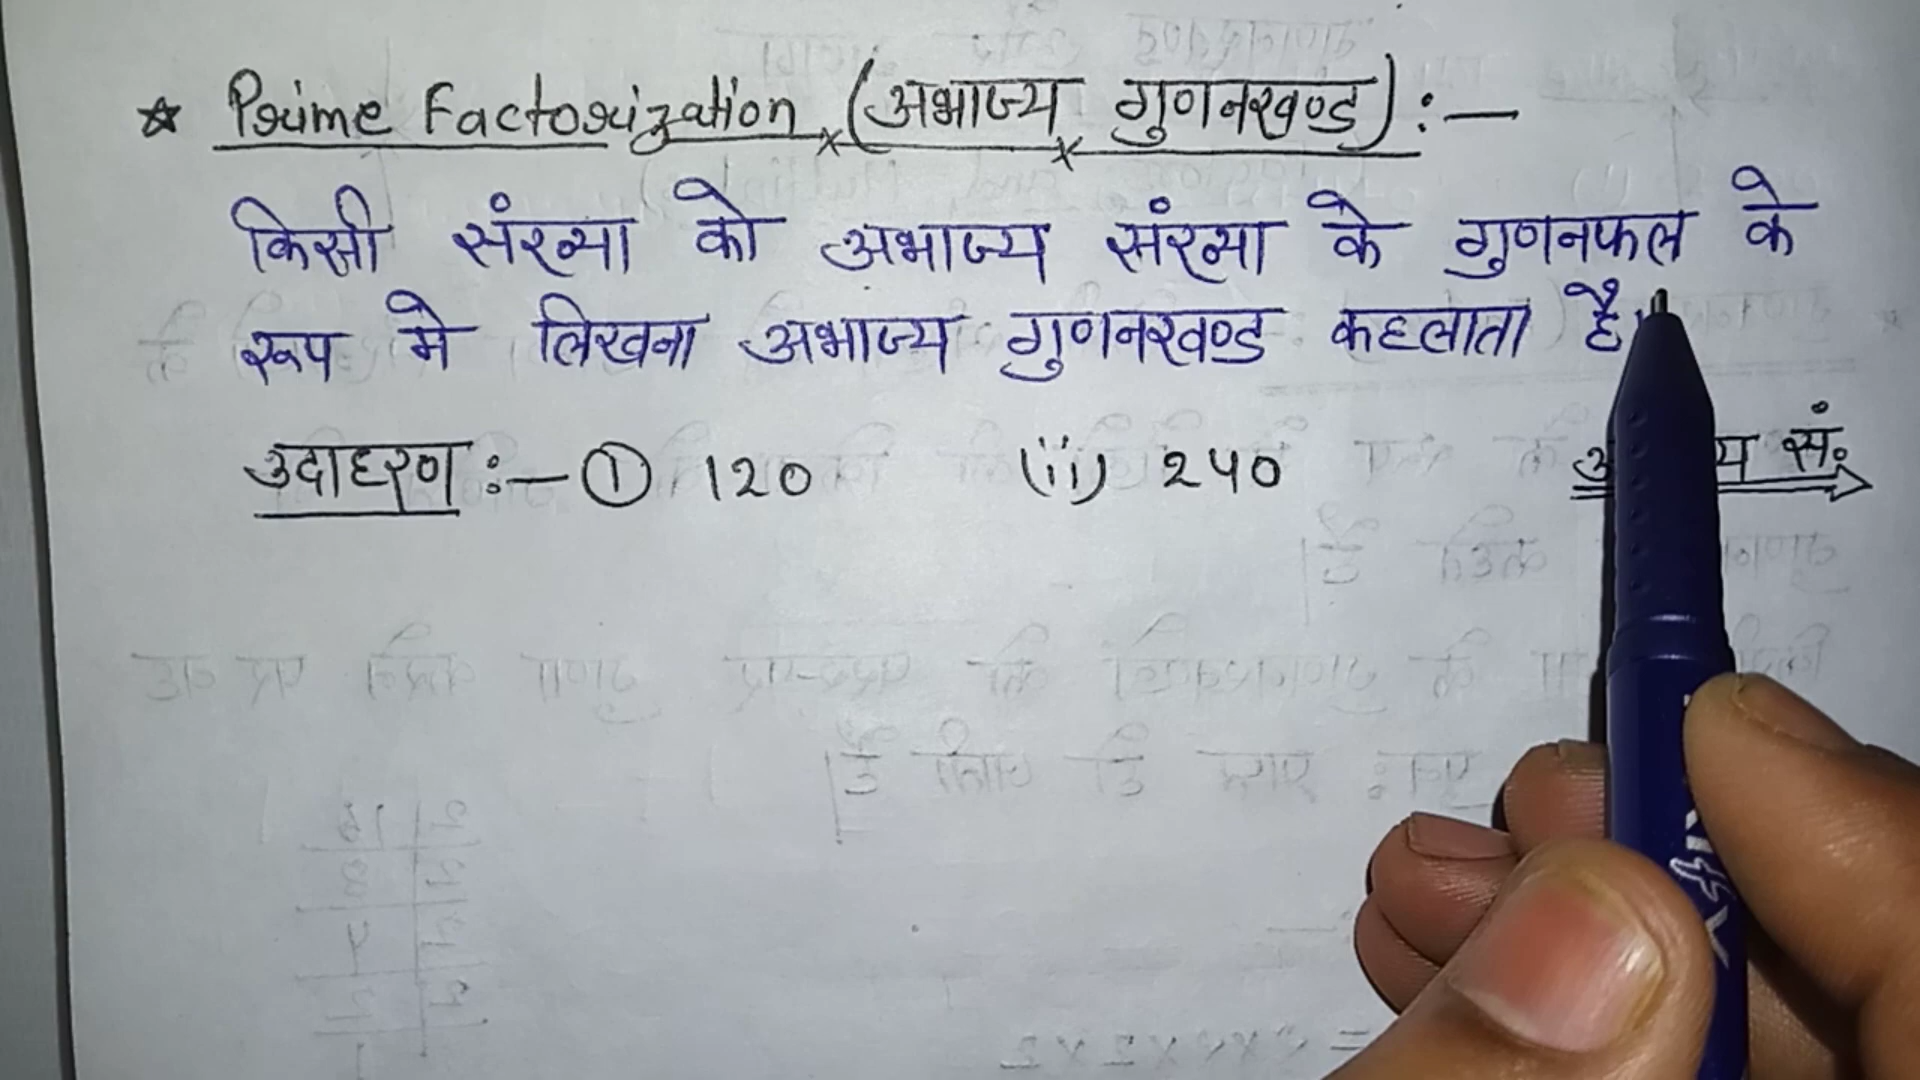 ☆ Prime Factorization (अभाज्य गुणनखण्ड) :—
किसी संख्या को अभाज्य संख्या के गुणनफल के
रूप मे लिखना अभाज्य गुणनखण्ड कहलाता है।
उदाहरण :— ① 120 (ii) 240 सं.